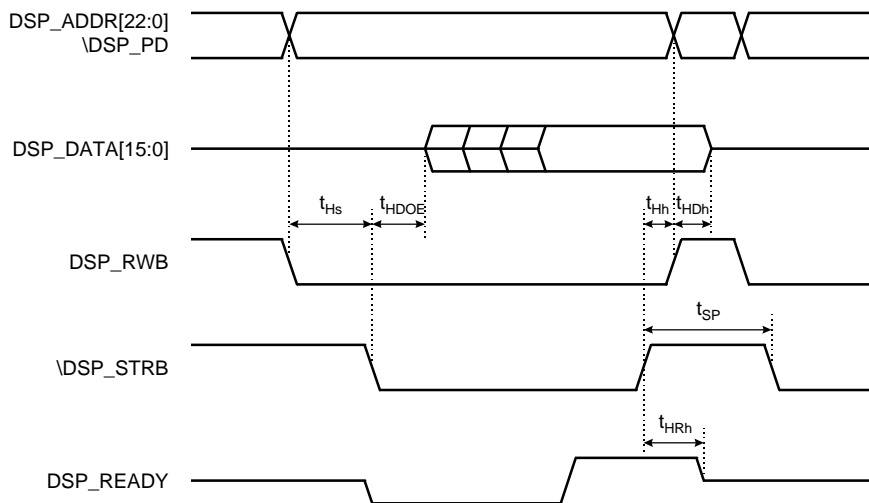 DSP_ADDR[22:0]
\DSP_PD
DSP_DATA[15:0]
tHs
tHDOE
tHh
tHDh
DSP_RWB
tSP
\DSP_STRB
tHRh
DSP_READY